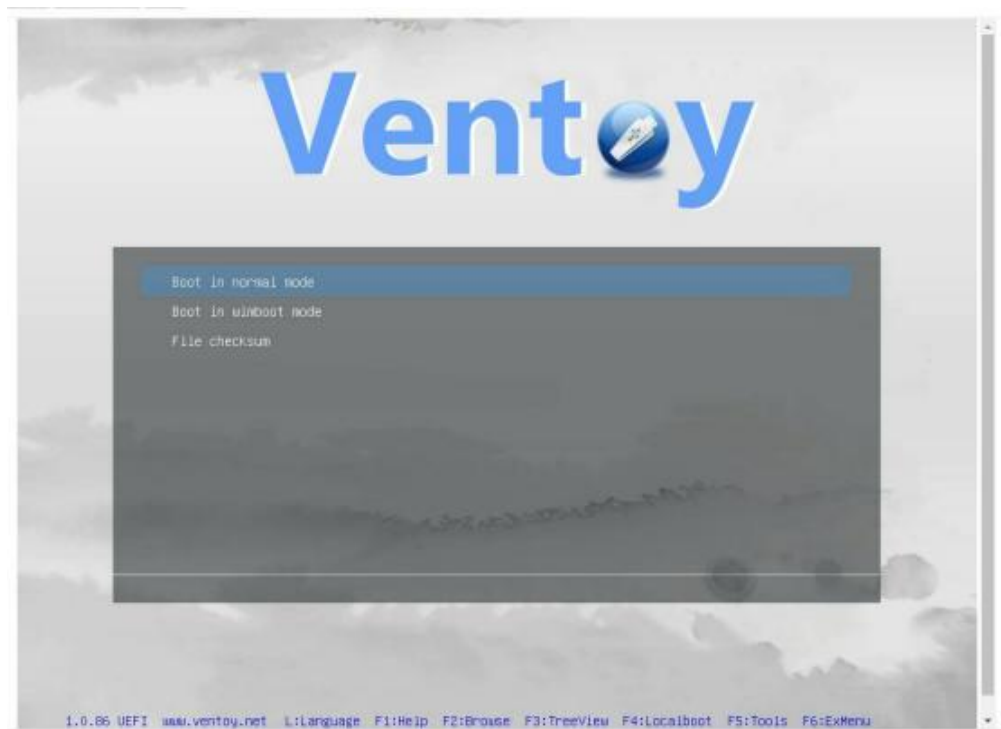 Ventoy
Boot in normal mode
Boot in wimboot mode
File checksum
1.0.86 UEFI www.ventoy.net L:Language F1:Help F2:Browse F3:TreeView F4:Localboot F5:Tools F6:ExMenu